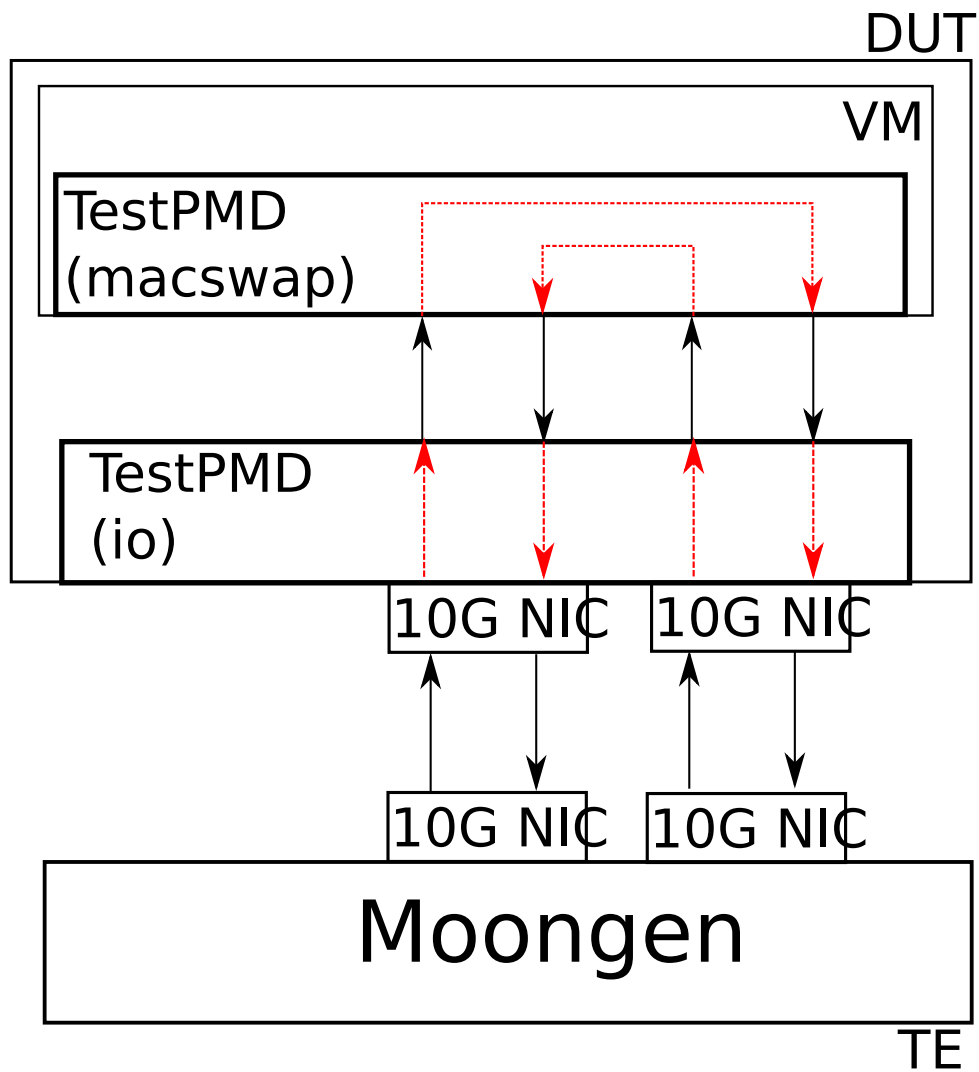 DUT
VM
TestPMD
(macswap)
TestPMD
(io)
10G NIC
10G NIC
10G NIC
10G NIC
Moongen
TE